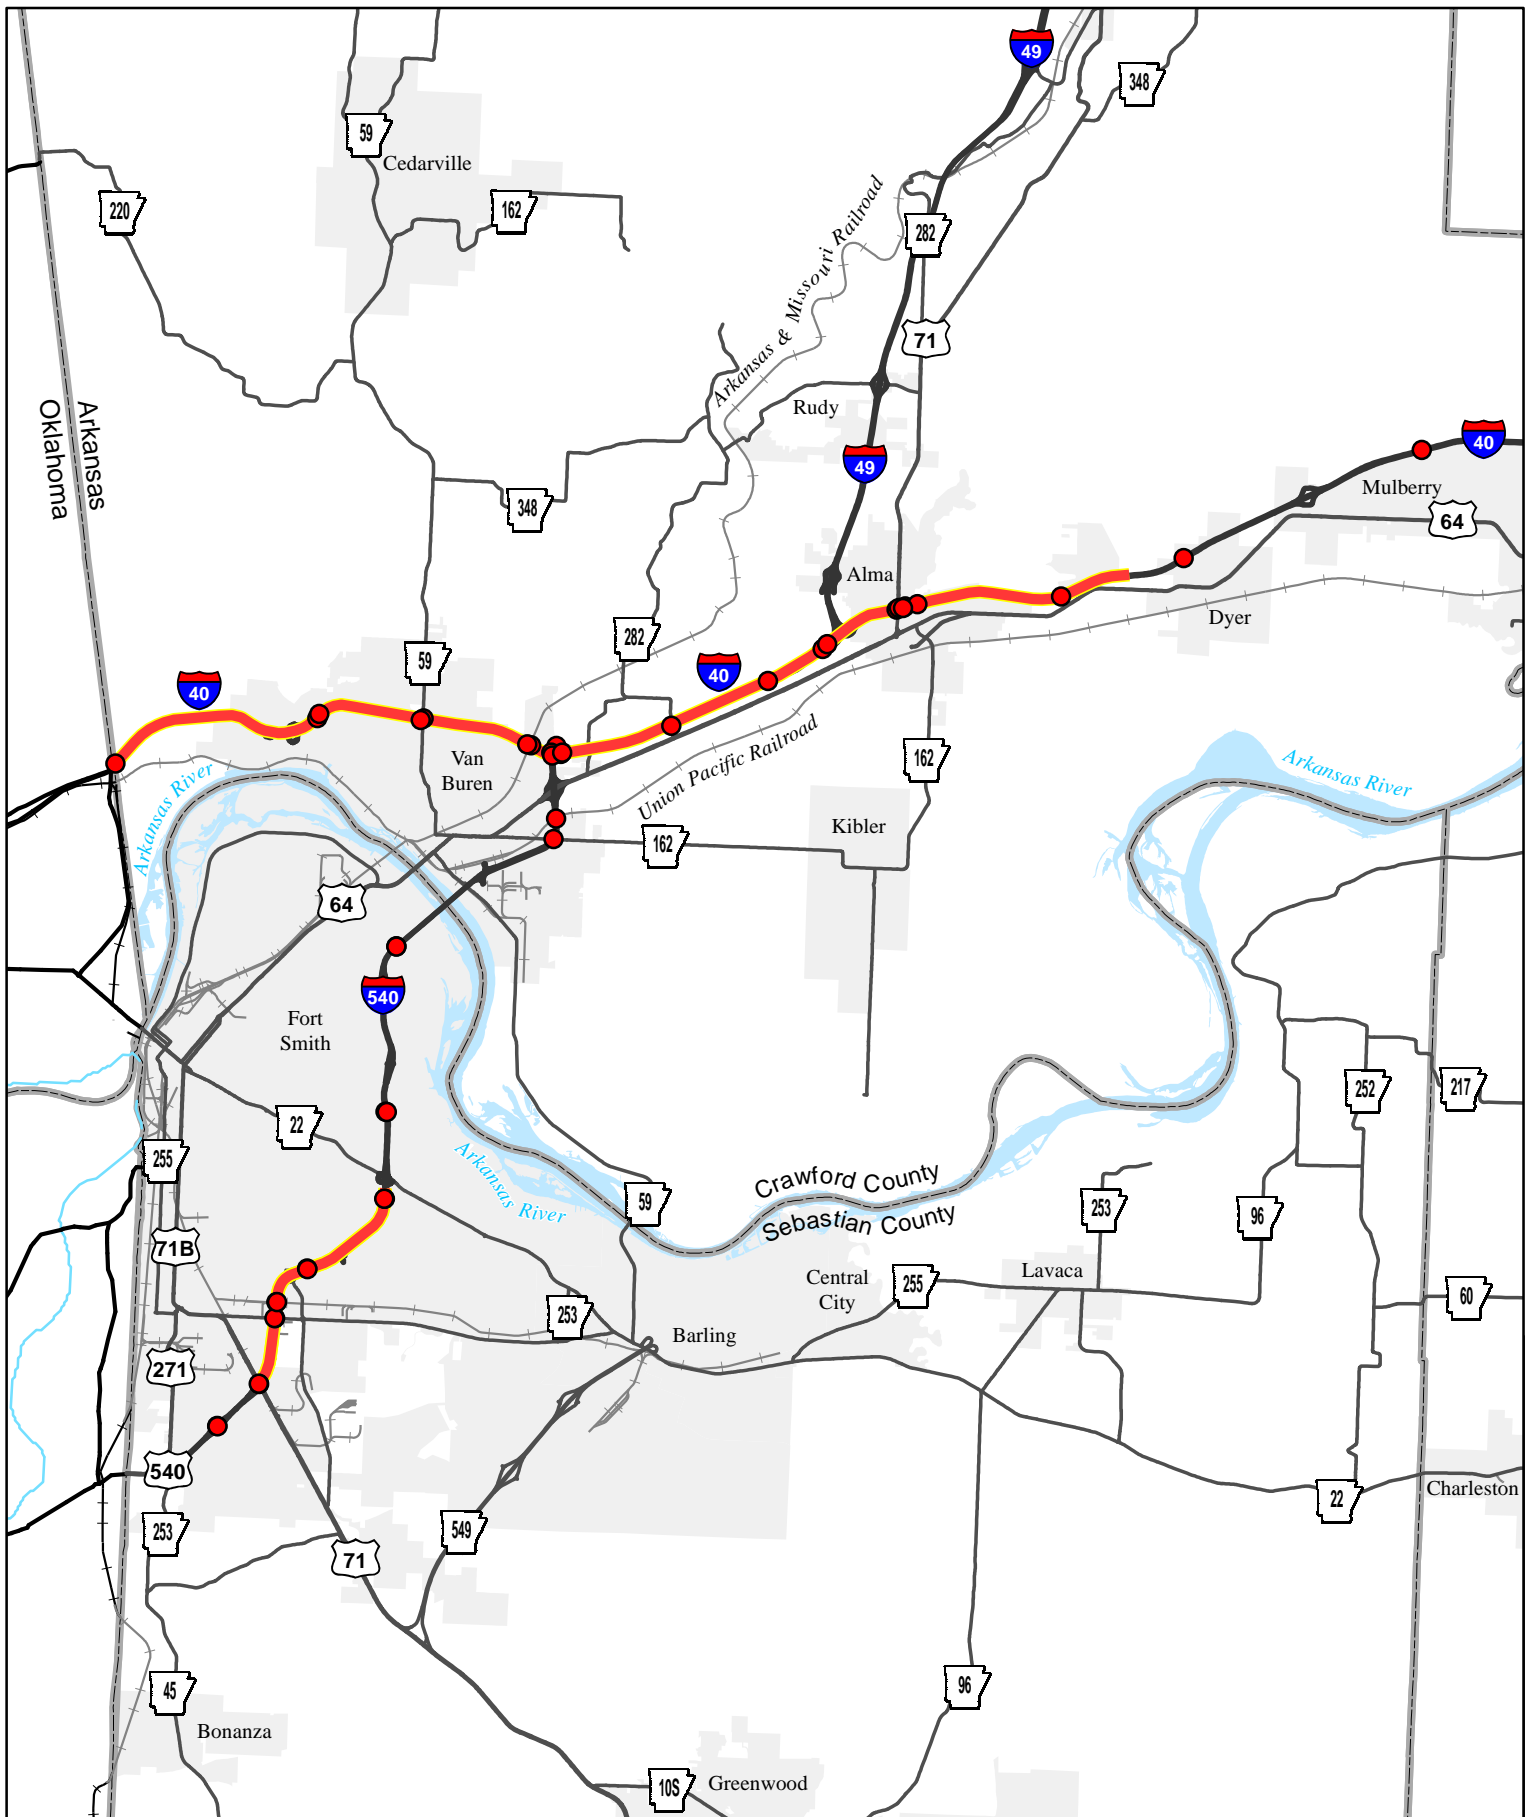 49
348
59
Cedarville
220
162
282
Arkansas & Missouri Railroad
71
Arkansas
Oklahoma
Rudy
49
40
Mulberry
64
348
Alma
Dyer
282
59
40
40
Van
Buren
Union Pacific Railroad
162
Arkansas River
Arkansas River
Kibler
162
64
540
Fort
Smith
22
252
217
255
Arkansas River
59
Crawford County
Sebastian County
253
96
71B
Central
City
255
Lavaca
60
253
Barling
271
540
22
Charleston
253
549
71
45
96
Bonanza
10S
Greenwood